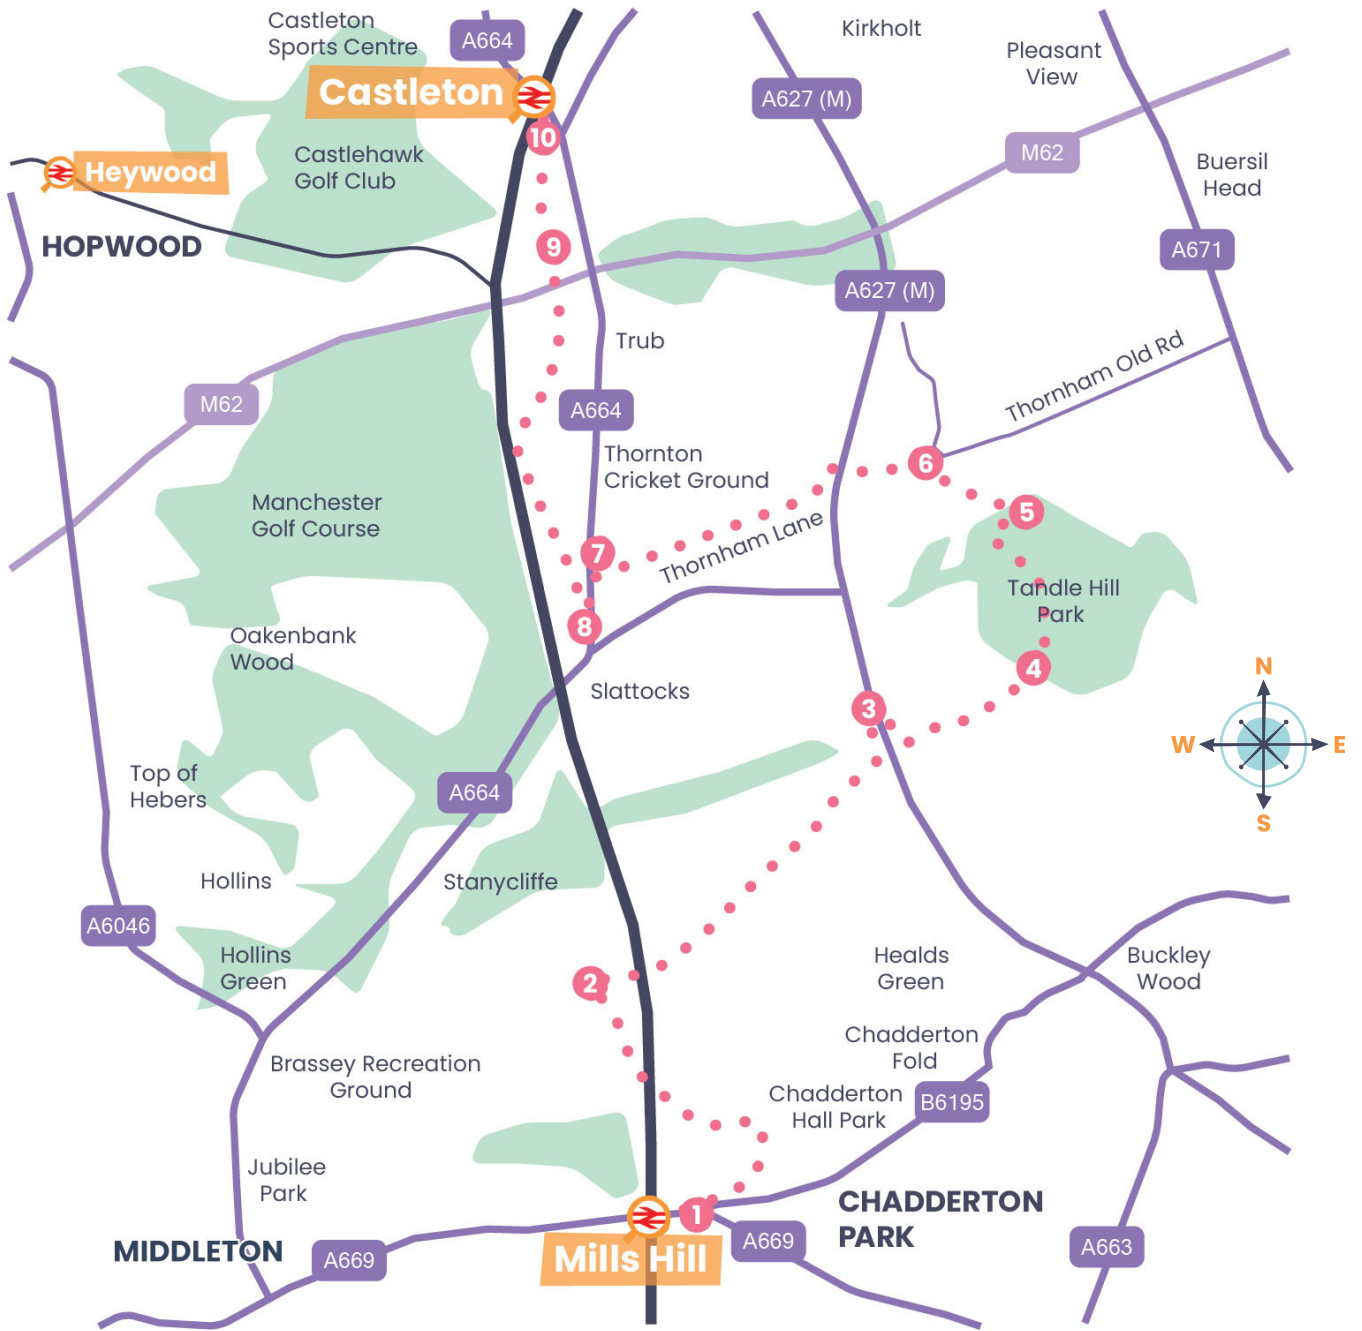 Castleton
Sports Centre
A664
Kirkholt
Pleasant
View
Castleton
A627 (M)
10
M62
Castlehawk
Golf Club
Buersil
Head
Heywood
HOPWOOD
9
A671
A627 (M)
Trub
Thornham Old Rd
M62
A664
Thornton
Cricket Ground
6
Manchester
Golf Course
5
Thornham Lane
7
Tandle Hill
Park
8
Oakenbank
Wood
4
N
Slattocks
3
W
E
Top of
Hebers
A664
S
Hollins
Stanycliffe
A6046
Hollins
Green
2
Healds
Green
Buckley
Wood
Chadderton
Fold
Brassey Recreation
Ground
Chadderton
Hall Park
B6195
Jubilee
Park
CHADDERTON
PARK
1
MIDDLETON
A669
Mills Hill
A669
A663